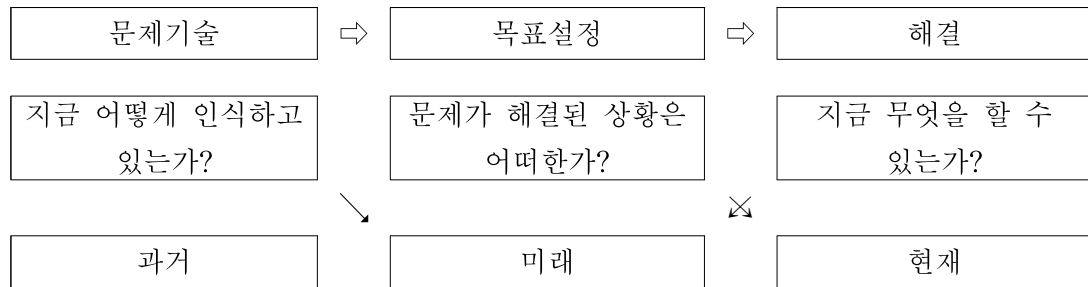 문제기술 ⇨ 목표설정 ⇨ 해결
지금 어떻게 인식하고
있는가?
문제가 해결된 상황은
어떠한가?
지금 무엇을 할 수
있는가?
과거 미래 현재